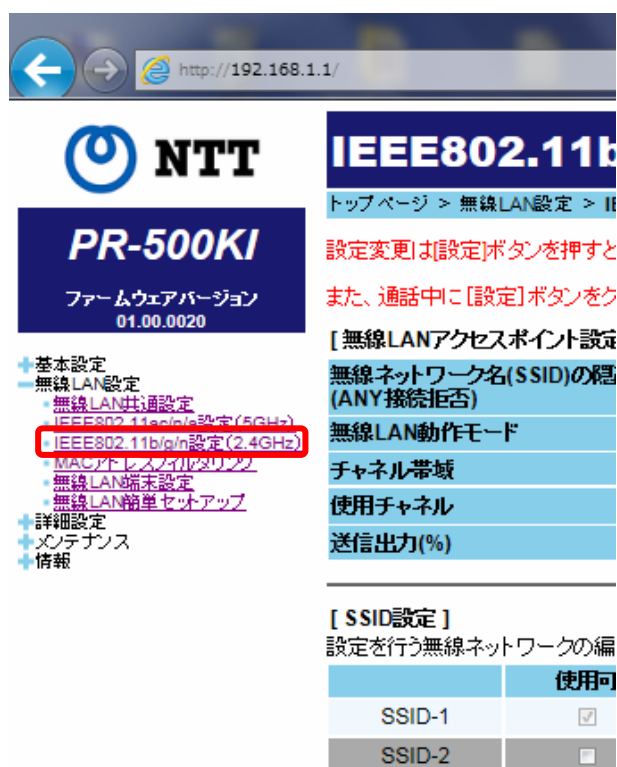 http://192.168.1.1/
NTT
PR-500KI
ファームウェアバージョン
01.00.0020
基本設定
無線LAN設定
無線LAN共通設定
IEEE802.11ac/n/a設定(5GHz)
IEEE802.11b/g/n設定(2.4GHz)
MACアドレスフィルタリング
無線LAN端末設定
無線LAN簡単セットアップ
詳細設定
メンテナンス
情報
IEEE802.11b
トップページ > 無線LAN設定 > IE
設定変更は[設定]ボタンを押すと
また、通話中に[設定]ボタンをク
[ 無線LANアクセスポイント設定
無線ネットワーク名(SSID)の隠
(ANY接続拒否)
無線LAN動作モード
チャネル帯域
使用チャネル
送信出力(%)
[ SSID設定 ]
設定を行う無線ネットワークの編
使用可
SSID-1
SSID-2